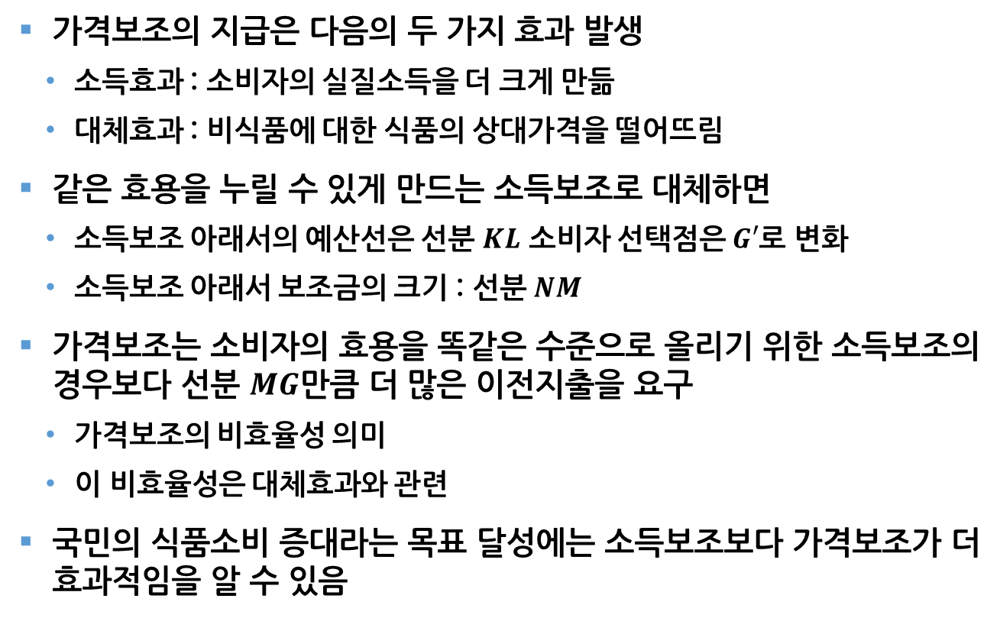 ▪ 가격보조의 지급은 다음의 두 가지 효과 발생
• 소득효과 : 소비자의 실질소득을 더 크게 만듦
• 대체효과 : 비식품에 대한 식품의 상대가격을 떨어뜨림
▪ 같은 효용을 누릴 수 있게 만드는 소득보조로 대체하면
• 소득보조 아래서의 예산선은 선분 KL 소비자 선택점은 G′로 변화
• 소득보조 아래서 보조금의 크기 : 선분 NM
▪ 가격보조는 소비자의 효용을 똑같은 수준으로 올리기 위한 소득보조의
경우보다 선분 MG만큼 더 많은 이전지출을 요구
• 가격보조의 비효율성 의미
• 이 비효율성은 대체효과와 관련
▪ 국민의 식품소비 증대라는 목표 달성에는 소득보조보다 가격보조가 더
효과적임을 알 수 있음